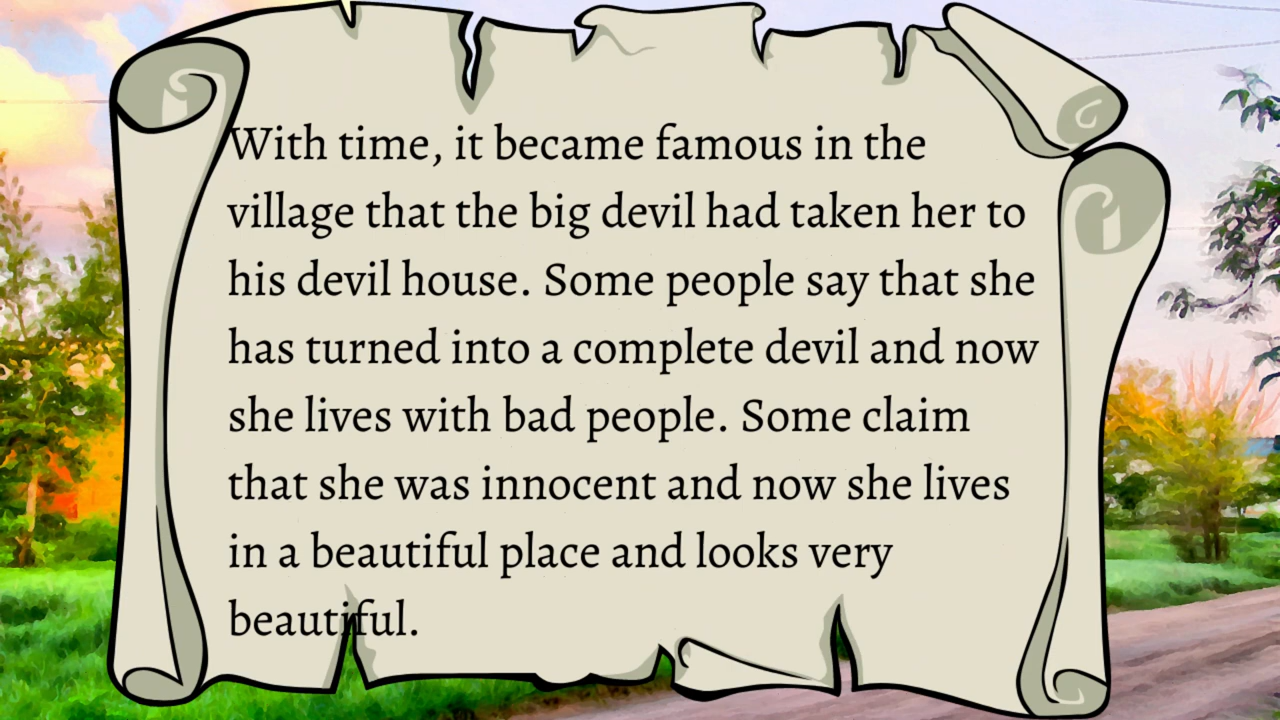 With time, it became famous in the
village that the big devil had taken her to
his devil house. Some people say that she
has turned into a complete devil and now
she lives with bad people. Some claim
that she was innocent and now she lives
in a beautiful place and looks very
beautiful.